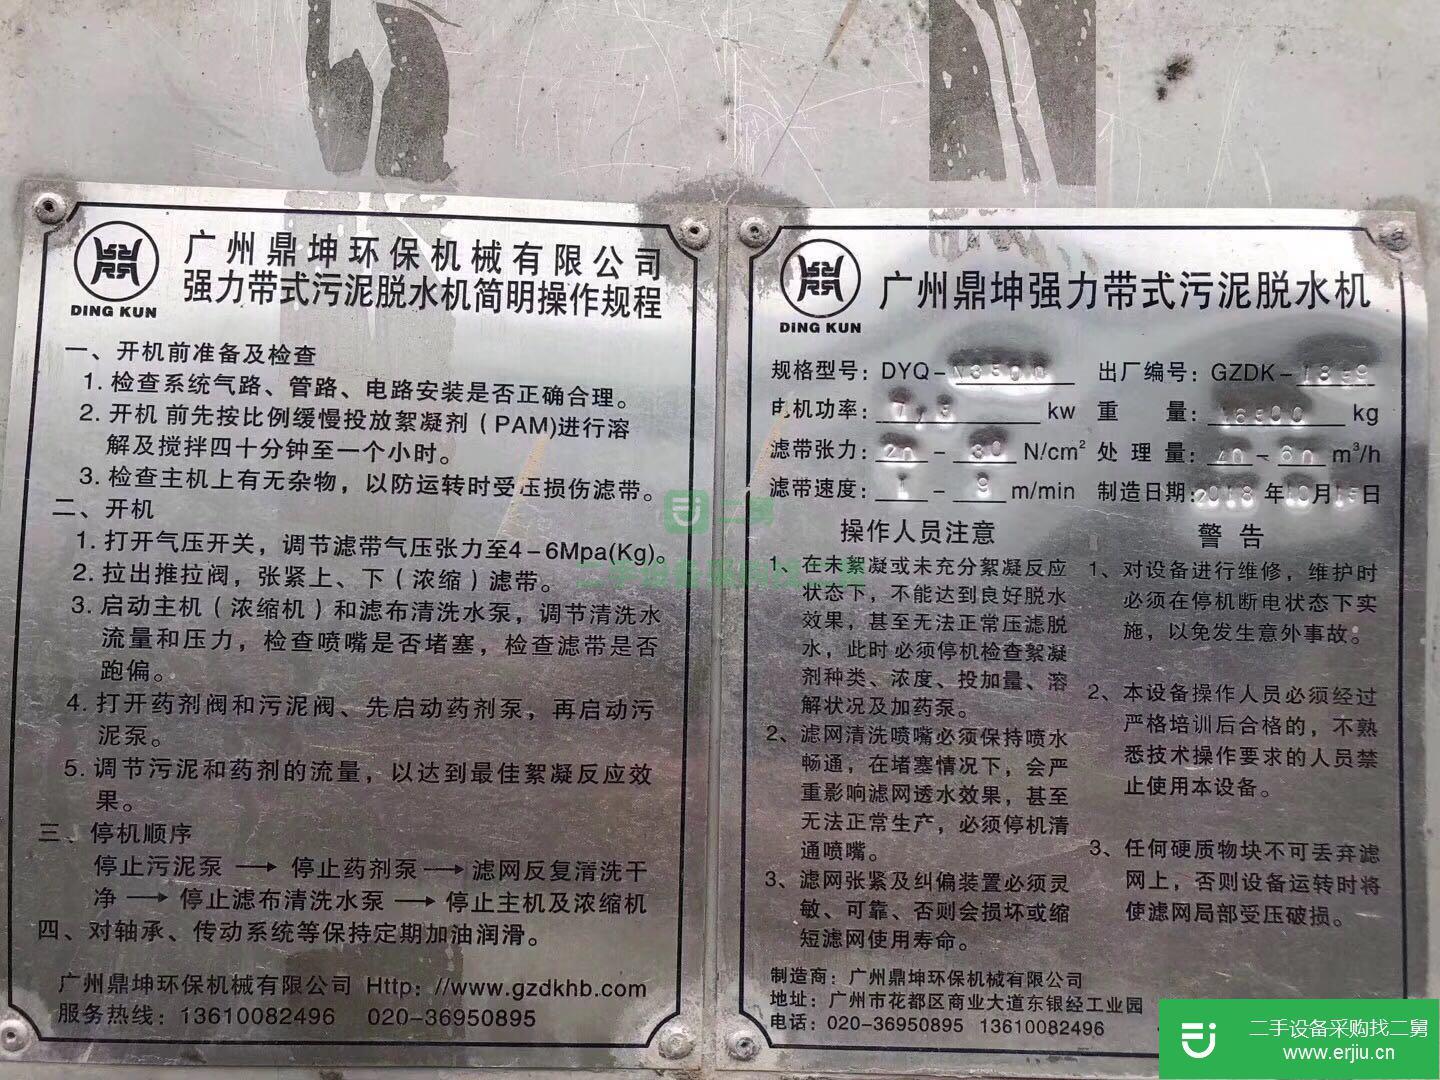 DING KUN
广州鼎坤环保机械有限公司
强力带式污泥脱水机简明操作规程
一、开机前准备及检查
1. 检查系统气路、管路、电路安装是否正确合理。
2. 开机 前先按比例缓慢投放絮凝剂（PAM)进行溶
解及搅拌四十分钟至一个小时。
3. 检查主机上有无杂物，以防运转时受压损伤滤带。
二、开机
1. 打开气压开关，调节滤带气压张力至4-6Mpa(Kg)。
2. 拉出推拉阀，张紧上、下（浓缩）滤带。
3. 启动主机（浓缩机）和滤布清洗水泵，调节清洗水
流量和压力，检查喷嘴是否堵塞，检查滤带是否
跑偏。
4. 打开药剂阀和污泥阀、先启动药剂泵，再启动污
泥泵。
5. 调节污泥和药剂的流量，以达到最佳絮凝反应效
果。
三、停机顺序
停止污泥泵 → 停止药剂泵 → 滤网反复清洗干
净 → 停止滤布清洗水泵 → 停止主机及浓缩机
四、对轴承、传动系统等保持定期加油润滑。
广州鼎坤环保机械有限公司 Http: //www.gzdkhb.com
服务热线：13610082496 020-36950895
DING KUN
广州鼎坤强力带式污泥脱水机
规格型号：DYQ- 出厂编号：GZDK-
电机功率： kw 重 量： kg
滤带张力：20 - 30 N/cm² 处 理 量： - m³/h
滤带速度：1 - 9 m/min 制造日期：2018 年10月15日
操作人员注意
1、在未絮凝或未充分絮凝反应
状态下，不能达到良好脱水
效果，甚至无法正常压滤脱
水，此时必须停机检查絮凝
剂种类、浓度、投加量、溶
解状况及加药泵。
2、滤网清洗喷嘴必须保持喷水
畅通，在堵塞情况下，会严
重影响滤网透水效果，甚至
无法正常生产，必须停机清
通喷嘴。
3、滤网张紧及纠偏装置必须灵
敏、可靠、否则会损坏或缩
短滤网使用寿命。
警 告
1、对设备进行维修，维护时
必须在停机断电状态下实
施，以免发生意外事故。
2、本设备操作人员必须经过
严格培训后合格的，不熟
悉技术操作要求的人员禁
止使用本设备。
3、任何硬质物块不可丢弃滤
网上，否则设备运转时将
使滤网局部受压破损。
制造商：广州鼎坤环保机械有限公司
地址：广州市花都区商业大道东银经工业园
电话：020-36950895 13610082496
二手设备采购找二舅
www.erjiu.cn